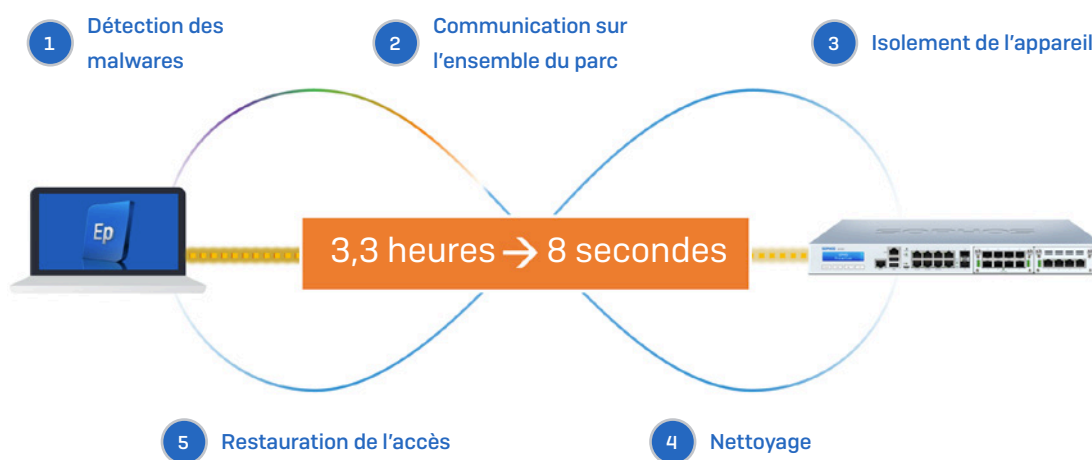 1
Détection des
malwares
2
Communication sur
l'ensemble du parc
3
Isolement de l'appareil
Ep
3,3 heures → 8 secondes
SOPHOS
5
Restauration de l'accès
4
Nettoyage